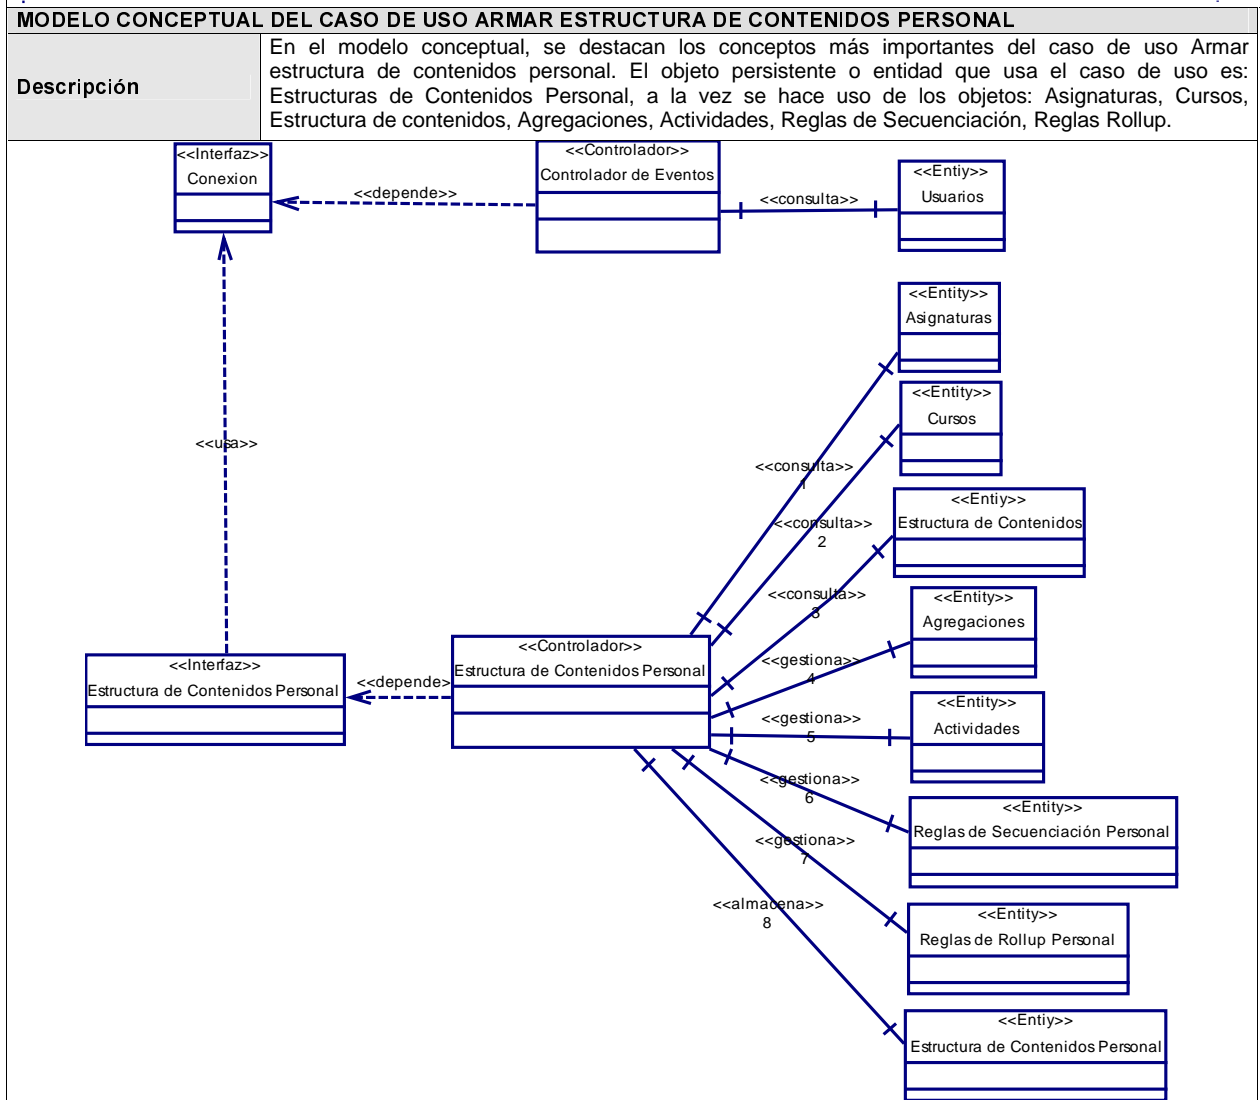 MODELO CONCEPTUAL DEL CASO DE USO ARMAR ESTRUCTURA DE CONTENIDOS PERSONAL
Descripción
En el modelo conceptual, se destacan los conceptos más importantes del caso de uso Armar
estructura de contenidos personal. El objeto persistente o entidad que usa el caso de uso es:
Estructuras de Contenidos Personal, a la vez se hace uso de los objetos: Asignaturas, Cursos,
Estructura de contenidos, Agregaciones, Actividades, Reglas de Secuenciación, Reglas Rollup.
<<Interfaz>>
Conexion
<<depende>>
<<Controlador>>
Controlador de Eventos
<<consulta>>
<<Entiy>>
Usuarios
<<Entity>>
Asignaturas
<<Entity>>
Cursos
<<usa>>
<<consulta>>
1
<<consulta>>
2
<<Entiy>>
Estructura de Contenidos
<<consulta>>
3
<<Entity>>
Agregaciones
<<Interfaz>>
Estructura de Contenidos Personal
<<depende>
<<Controlador>>
Estructura de Contenidos Personal
<<gestiona>>
4
<<gestiona>>
5
<<Entity>>
Actividades
<<gestiona>>
6
<<Entity>>
Reglas de Secuenciación Personal
<<gestiona>>
7
<<almacena>>
8
<<Entity>>
Reglas de Rollup Personal
<<Entiy>>
Estructura de Contenidos Personal